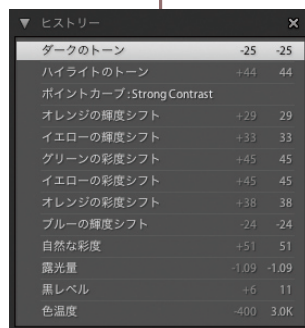 ▼ ヒストリー ×
ダークのトーン -25 -25
ハイライトのトーン +44 44
ポイントカーブ : Strong Contrast
オレンジの輝度シフト +29 29
イエローの輝度シフト +33 33
グリーンの彩度シフト +45 45
イエローの彩度シフト +45 45
オレンジの彩度シフト +38 38
ブルーの輝度シフト -24 -24
自然な彩度 +51 51
露光量 -1.09 -1.09
黒レベル +6 11
色温度 -400 3.0K